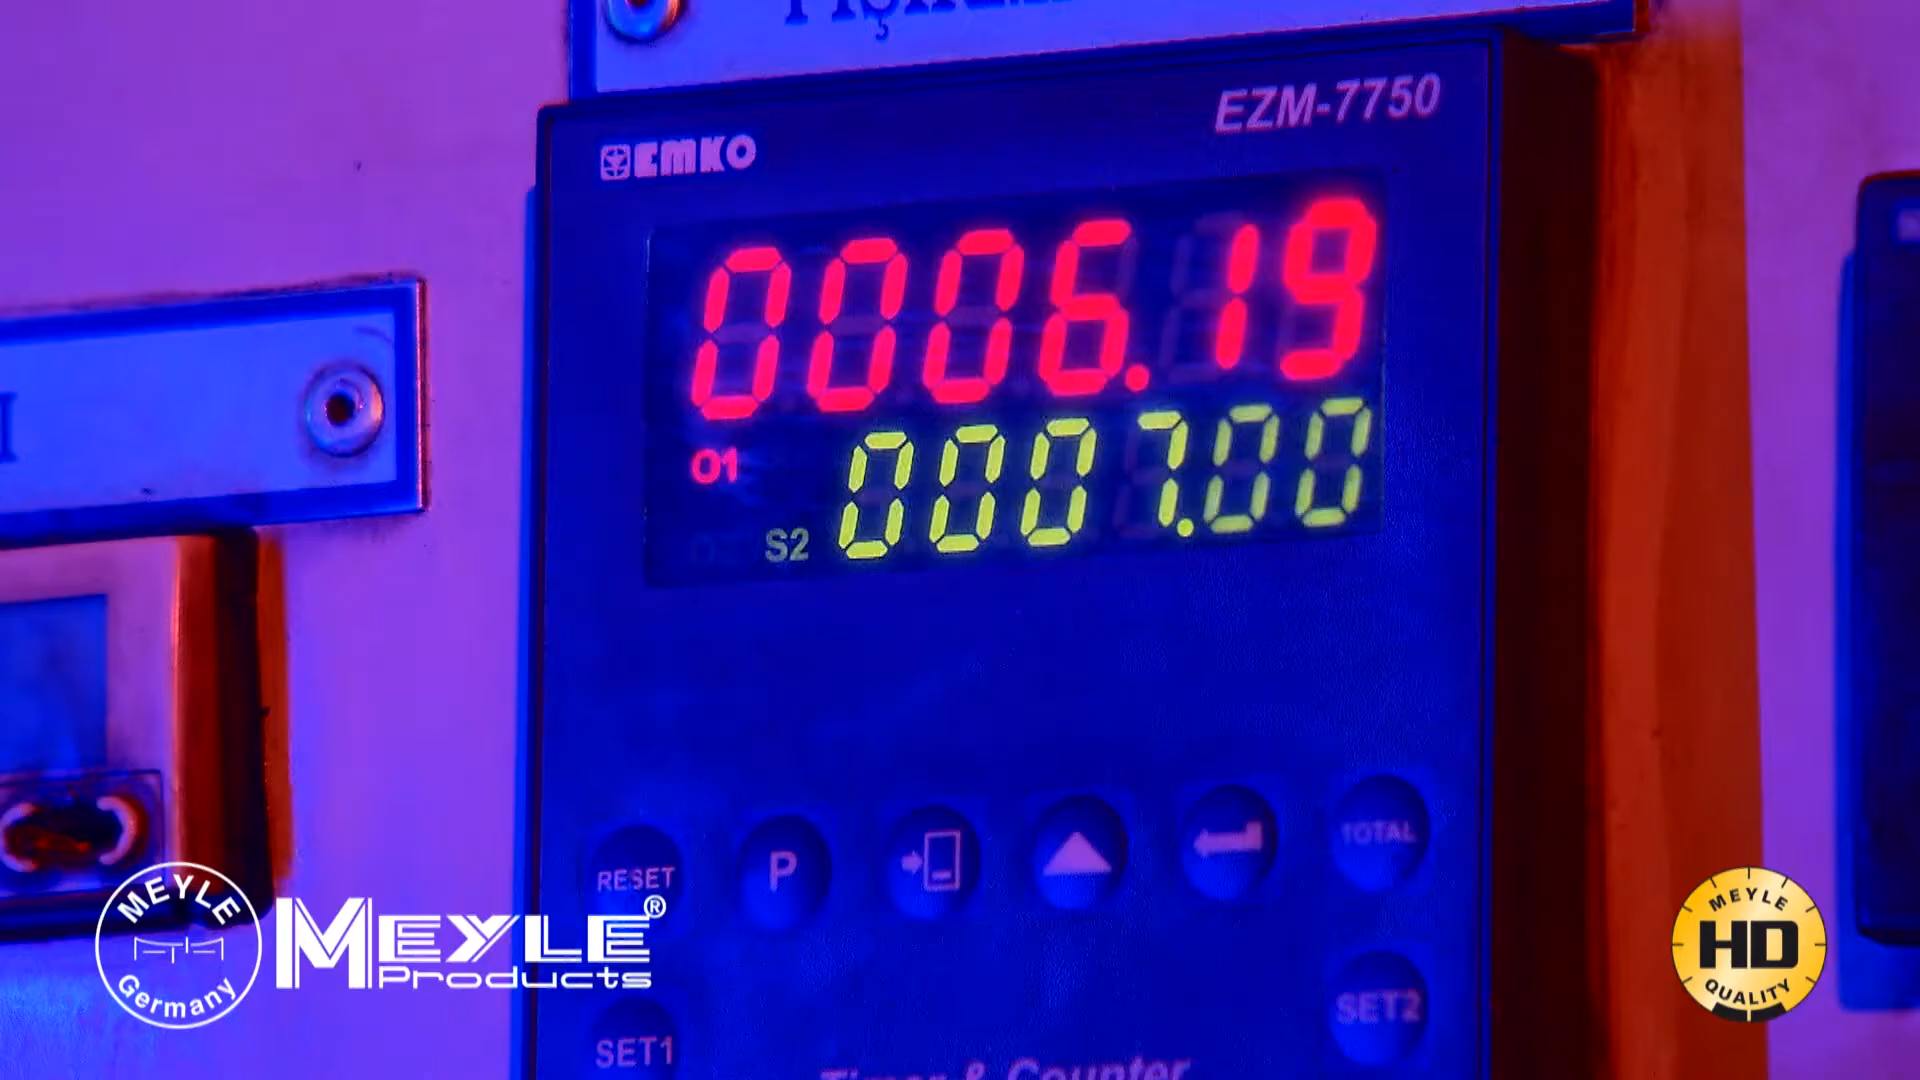 EZM-7750
EMKO
0006.19
O1
S2
0007.00
RESET
P
TOTAL
SET1
SET2
Timer & Counter
MEYLE
Germany
MEYLE®
Products
MEYLE
HD
QUALITY